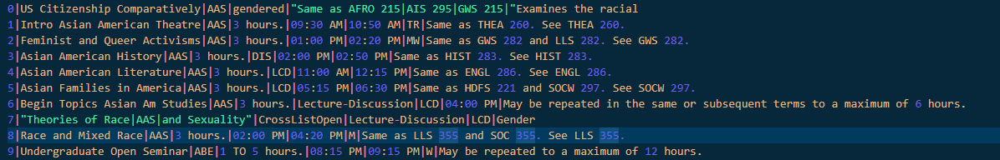 0|US Citizenship Comparatively|AAS|gendered|"Same as AFRO 215|AIS 295|GWS 215|"Examines the racial
1|Intro Asian American Theatre|AAS|3 hours.|09:30 AM|10:50 AM|TR|Same as THEA 260. See THEA 260.
2|Feminist and Queer Activisms|AAS|3 hours.|01:00 PM|02:20 PM|MW|Same as GWS 282 and LLS 282. See GWS 282.
3|Asian American History|AAS|3 hours.|DIS|02:00 PM|02:50 PM|Same as HIST 283. See HIST 283.
4|Asian American Literature|AAS|3 hours.|LCD|11:00 AM|12:15 PM|Same as ENGL 286. See ENGL 286.
5|Asian Families in America|AAS|3 hours.|LCD|05:15 PM|06:30 PM|Same as HDFS 221 and SOCW 297. See SOCW 297.
6|Begin Topics Asian Am Studies|AAS|3 hours.|Lecture-Discussion|LCD|04:00 PM|May be repeated in the same or subsequent terms to a maximum of 6 hours.
7|"Theories of Race|AAS|and Sexuality"|CrossListOpen|Lecture-Discussion|LCD|Gender
8|Race and Mixed Race|AAS|3 hours.|02:00 PM|04:20 PM|M|Same as LLS 355 and SOC 355. See LLS 355.
9|Undergraduate Open Seminar|ABE|1 TO 5 hours.|08:15 PM|09:15 PM|W|May be repeated to a maximum of 12 hours.